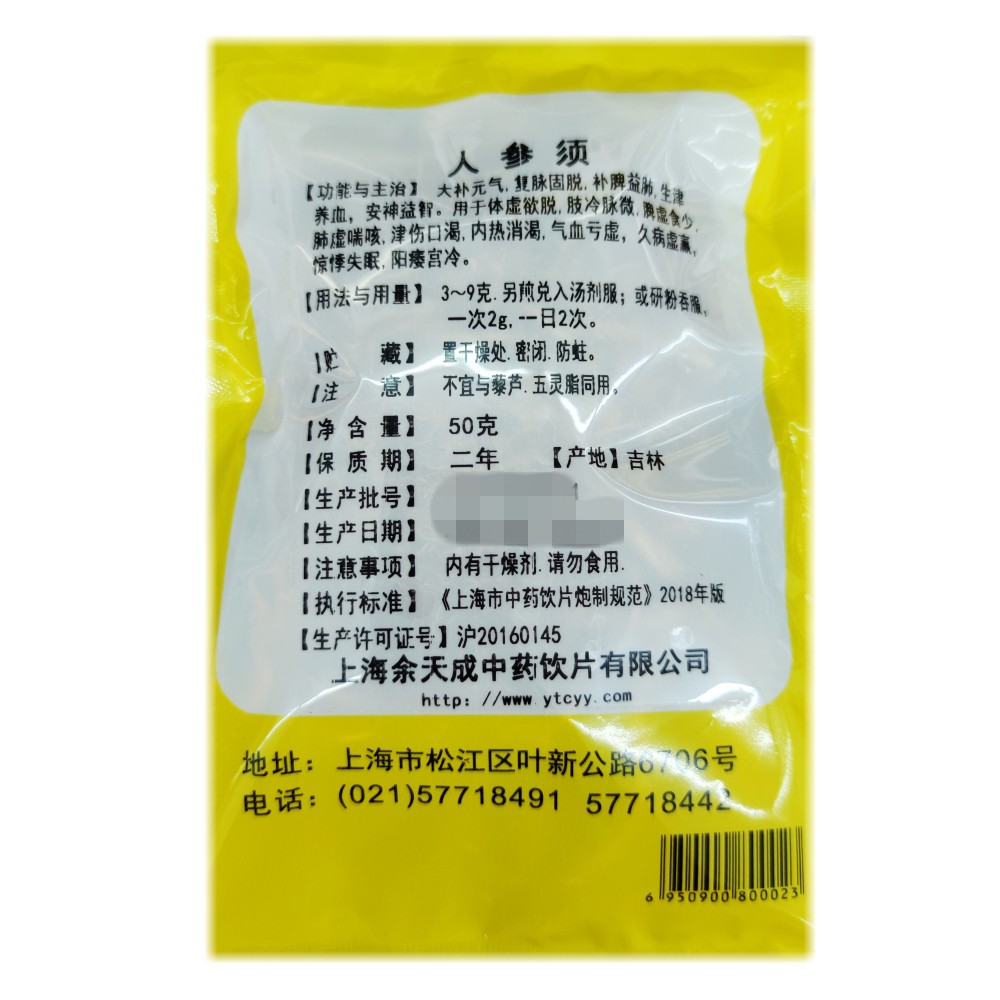 人参须
【功能与主治】大补元气,复脉固脱,补脾益肺,生津
养血,安神益智。用于体虚欲脱,肢冷脉微,脾虚食少,
肺虚喘咳,津伤口渴,内热消渴,气血亏虚,久病虚羸,
惊悸失眠,阳痿宫冷。
【用法与用量】3～9克.另煎兑入汤剂服;或研粉吞服,
一次2g,一日2次。
【贮 藏】置干燥处.密闭.防蛀。
【注 意】不宜与藜芦.五灵脂同用。
【净 含 量】50克
【保 质 期】二年 【产地】吉林
【生产批号】
【生产日期】
【注意事项】内有干燥剂.请勿食用.
【执行标准】《上海市中药饮片炮制规范》2018年版
【生产许可证号】沪20160145
上海余天成中药饮片有限公司
http://www.ytcyy.com
地址:上海市松江区叶新公路6706号
电话:(021)57718491 57718442
6 950900 800023